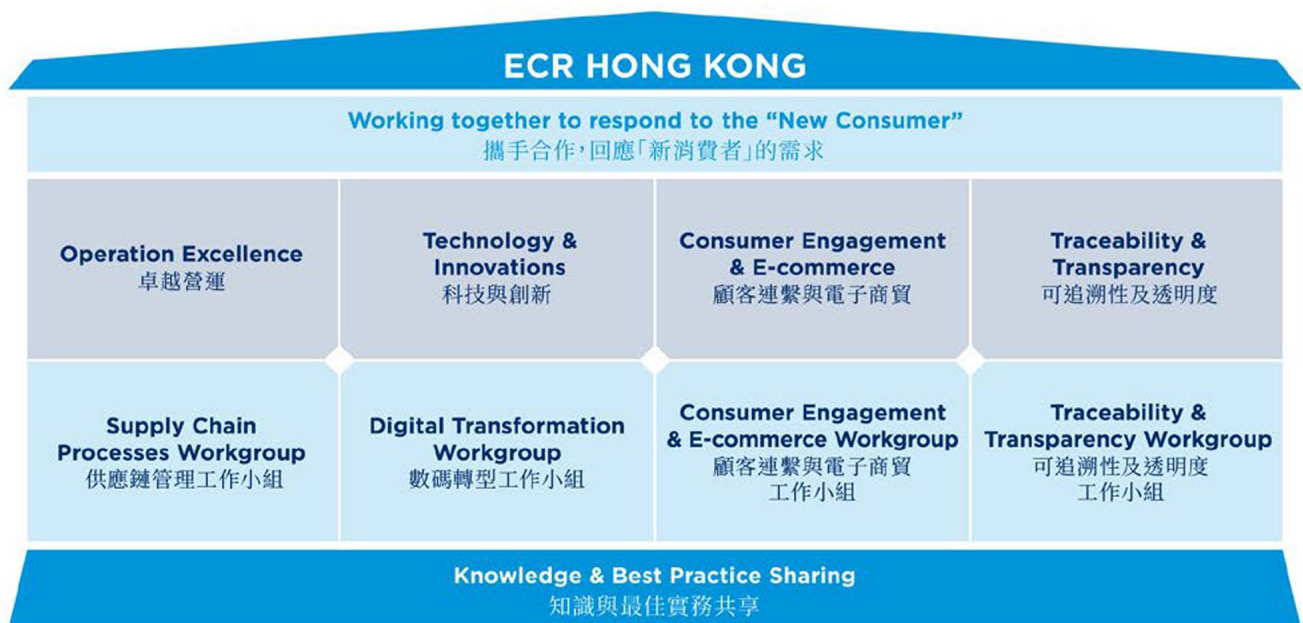 ECR HONG KONG
Working together to respond to the “New Consumer”
攜手合作，回應「新消費者」的需求
Operation Excellence
卓越營運
Technology &
Innovations
科技與創新
Consumer Engagement
& E-commerce
顧客連繫與電子商貿
Traceability &
Transparency
可追溯性及透明度
Supply Chain
Processes Workgroup
供應鏈管理工作小組
Digital Transformation
Workgroup
數碼轉型工作小組
Consumer Engagement
& E-commerce Workgroup
顧客連繫與電子商貿
工作小組
Traceability &
Transparency Workgroup
可追溯性及透明度
工作小組
Knowledge & Best Practice Sharing
知識與最佳實務共享